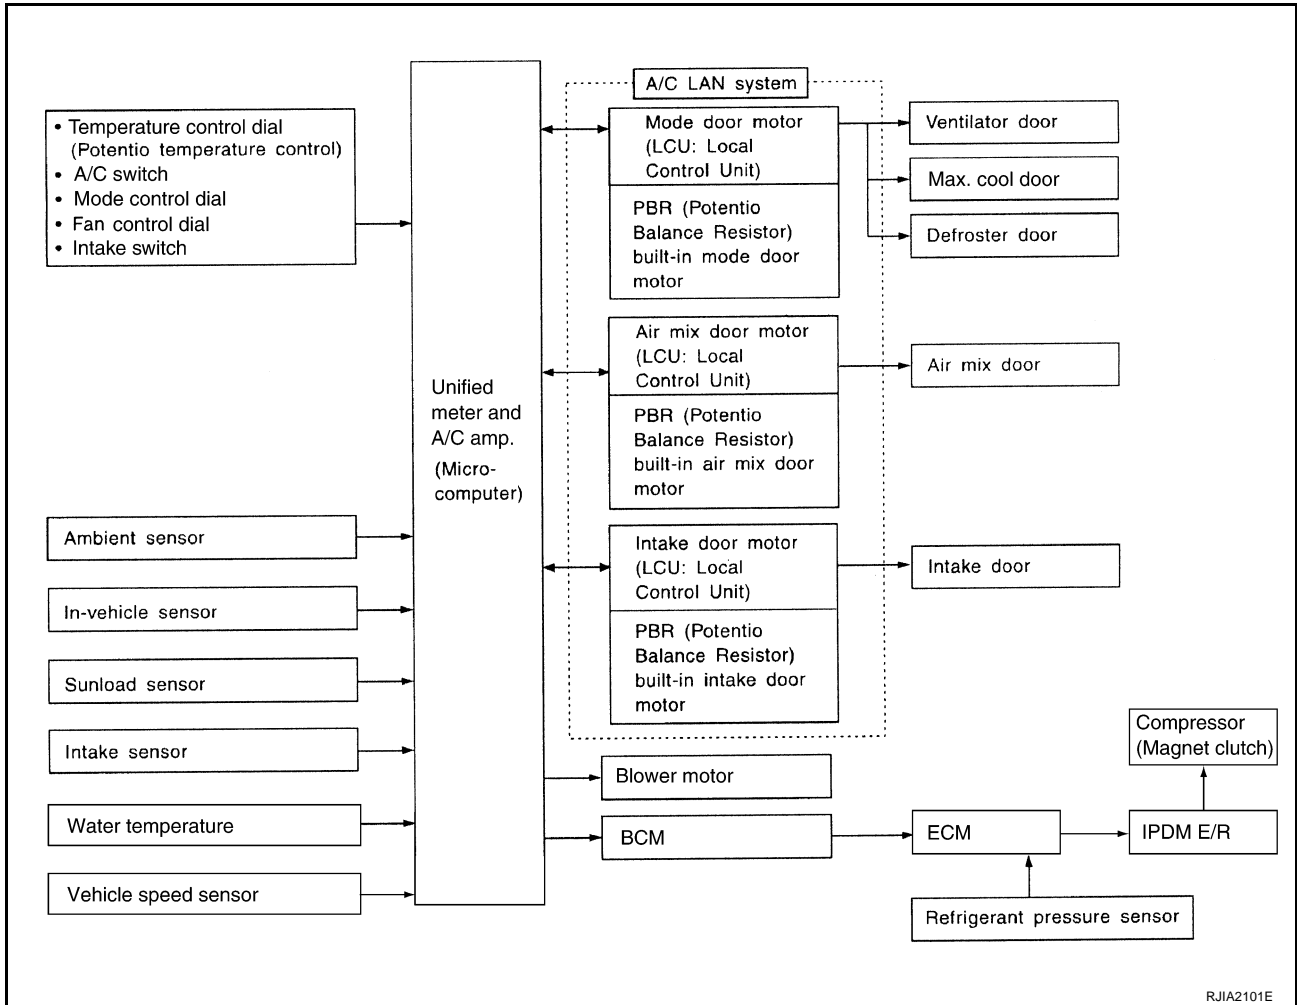 A/C LAN system
• Temperature control dial
(Potentio temperature control)
• A/C switch
• Mode control dial
• Fan control dial
• Intake switch
Ambient sensor
In-vehicle sensor
Sunload sensor
Intake sensor
Water temperature
Vehicle speed sensor
Unified
meter and
A/C amp.
(Micro-
computer)
Mode door motor
(LCU: Local
Control Unit)
PBR (Potentio
Balance Resistor)
built-in mode door
motor
Air mix door motor
(LCU: Local
Control Unit)
PBR (Potentio
Balance Resistor)
built-in air mix door
motor
Intake door motor
(LCU: Local
Control Unit)
PBR (Potentio
Balance Resistor)
built-in intake door
motor
Blower motor
BCM
Ventilator door
Max. cool door
Defroster door
Air mix door
Intake door
ECM
Refrigerant pressure sensor
Compressor
(Magnet clutch)
IPDM E/R
RJIA2101E